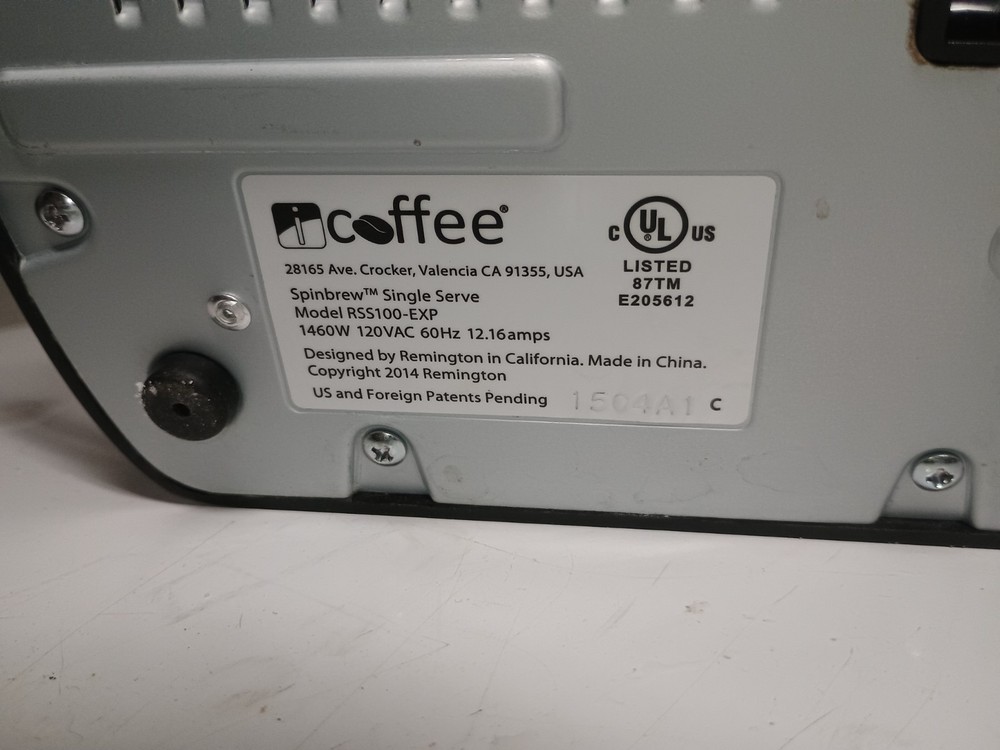 i coffee®
28165 Ave. Crocker, Valencia CA 91355, USA
Spinbrew™ Single Serve
Model RSS100-EXP
1460W 120VAC 60Hz 12.16amps
Designed by Remington in California. Made in China.
Copyright 2014 Remington
US and Foreign Patents Pending 1504A1 C
C UL® US
LISTED
87TM
E205612